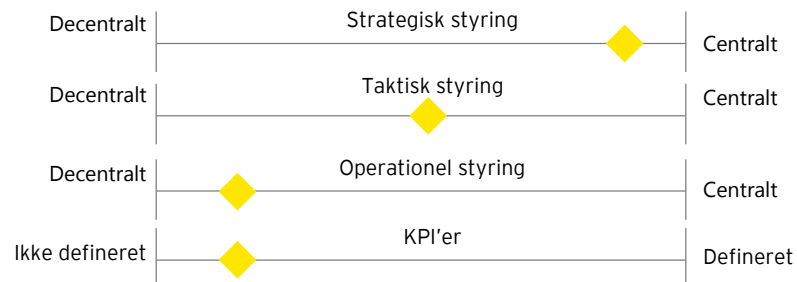 Decentralt
Strategisk styring
Centralt
Decentralt
Taktisk styring
Centralt
Decentralt
Operationel styring
Centralt
Ikke defineret
KPI'er
Defineret